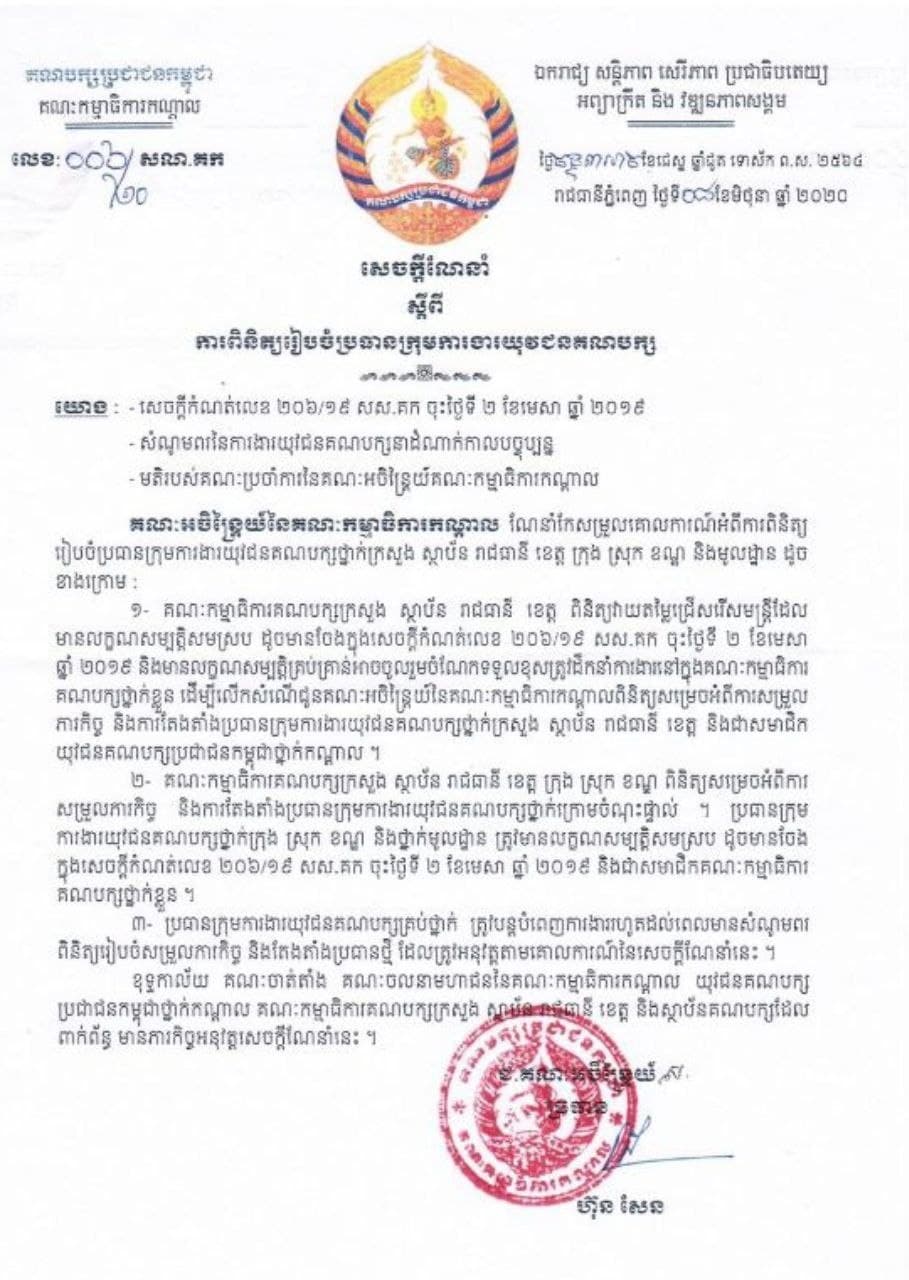 គណបក្សប្រជាជនកម្ពុជា
គណៈកម្មាធិការកណ្តាល
លេខ: ០០៦/២០ សណ.គក
ឯករាជ្យ សន្តិភាព សេរីភាព ប្រជាធិបតេយ្យ
អព្យាក្រឹត និង វឌ្ឍនភាពសង្គម
ខែជេស្ឋ ឆ្នាំជូត ទោស័ក ព.ស. ២៥៦៤
រាជធានីភ្នំពេញ ថ្ងៃទី០៨ខែមិថុនា ឆ្នាំ ២០២០
គណបក្សប្រជាជនកម្ពុជា
សេចក្តីណែនាំ
ស្តីពី
ការពិនិត្យរៀបចំប្រធានក្រុមការងារយុវជនគណបក្ស
យោង : - សេចក្តីកំណត់លេខ ២០៦/១៩ សស.គក ចុះថ្ងៃទី ២ ខែមេសា ឆ្នាំ ២០១៩
- សំណូមពរនៃការងារយុវជនគណបក្សនាដំណាក់កាលបច្ចុប្បន្ន
- មតិរបស់គណៈប្រចាំការនៃគណៈអចិន្ត្រៃយ៍គណៈកម្មាធិការកណ្តាល
គណៈអចិន្ត្រៃយ៍នៃគណៈកម្មាធិការកណ្តាល ណែនាំកែសម្រួលគោលការណ៍អំពីការពិនិត្យ
រៀបចំប្រធានក្រុមការងារយុវជនគណបក្សថ្នាក់ក្រសួង ស្ថាប័ន រាជធានី ខេត្ត ក្រុង ស្រុក ខណ្ឌ និងមូលដ្ឋាន ដូច
ខាងក្រោម :
១- គណៈកម្មាធិការគណបក្សក្រសួង ស្ថាប័ន រាជធានី ខេត្ត ពិនិត្យវាយតម្លៃជ្រើសរើសមន្ត្រីដែល
មានលក្ខណសម្បត្តិសមស្រប ដូចមានចែងក្នុងសេចក្តីកំណត់លេខ ២០៦/១៩ សស.គក ចុះថ្ងៃទី ២ ខែមេសា
ឆ្នាំ ២០១៩ និងមានលក្ខណសម្បត្តិគ្រប់គ្រាន់អាចចូលរួមចំណែកទទួលខុសត្រូវដឹកនាំការងារនៅក្នុងគណៈកម្មាធិការ
គណបក្សថ្នាក់ខ្លួន ដើម្បីលើកសំណើជូនគណៈអចិន្ត្រៃយ៍នៃគណៈកម្មាធិការកណ្តាលពិនិត្យសម្រេចអំពីការសម្រួល
ភារកិច្ច និងការតែងតាំងប្រធានក្រុមការងារយុវជនគណបក្សថ្នាក់ក្រសួង ស្ថាប័ន រាជធានី ខេត្ត និងជាសមាជិក
យុវជនគណបក្សប្រជាជនកម្ពុជាថ្នាក់កណ្តាល ។
២- គណៈកម្មាធិការគណបក្សក្រសួង ស្ថាប័ន រាជធានី ខេត្ត ក្រុង ស្រុក ខណ្ឌ ពិនិត្យសម្រេចអំពីការ
សម្រួលភារកិច្ច និងការតែងតាំងប្រធានក្រុមការងារយុវជនគណបក្សថ្នាក់ក្រោមចំណុះផ្ទាល់ ។ ប្រធានក្រុម
ការងារយុវជនគណបក្សថ្នាក់ក្រុង ស្រុក ខណ្ឌ និងថ្នាក់មូលដ្ឋាន ត្រូវមានលក្ខណសម្បត្តិសមស្រប ដូចមានចែង
ក្នុងសេចក្តីកំណត់លេខ ២០៦/១៩ សស.គក ចុះថ្ងៃទី ២ ខែមេសា ឆ្នាំ ២០១៩ និងជាសមាជិកគណៈកម្មាធិការ
គណបក្សថ្នាក់ខ្លួន ។
៣- ប្រធានក្រុមការងារយុវជនគណបក្សគ្រប់ថ្នាក់ ត្រូវបន្តបំពេញការងាររហូតដល់ពេលមានសំណូមពរ
ពិនិត្យរៀបចំសម្រួលភារកិច្ច និងតែងតាំងប្រធានថ្មី ដែលត្រូវអនុវត្តតាមគោលការណ៍នៃសេចក្តីណែនាំនេះ ។
ខុទ្ទកាល័យ គណៈចាត់តាំង គណៈចលនាមហាជននៃគណៈកម្មាធិការកណ្តាល យុវជនគណបក្ស
ប្រជាជនកម្ពុជាថ្នាក់កណ្តាល គណៈកម្មាធិការគណបក្សក្រសួង ស្ថាប័ន រាជធានី ខេត្ត និងស្ថាប័នគណបក្សដែល
ពាក់ព័ន្ធ មានភារកិច្ចអនុវត្តសេចក្តីណែនាំនេះ ។
ជ.គណៈអចិន្ត្រៃយ៍
ប្រធាន
គណបក្សប្រជាជនកម្ពុជា
គណៈកម្មាធិការកណ្តាល
ហ៊ុន សែន